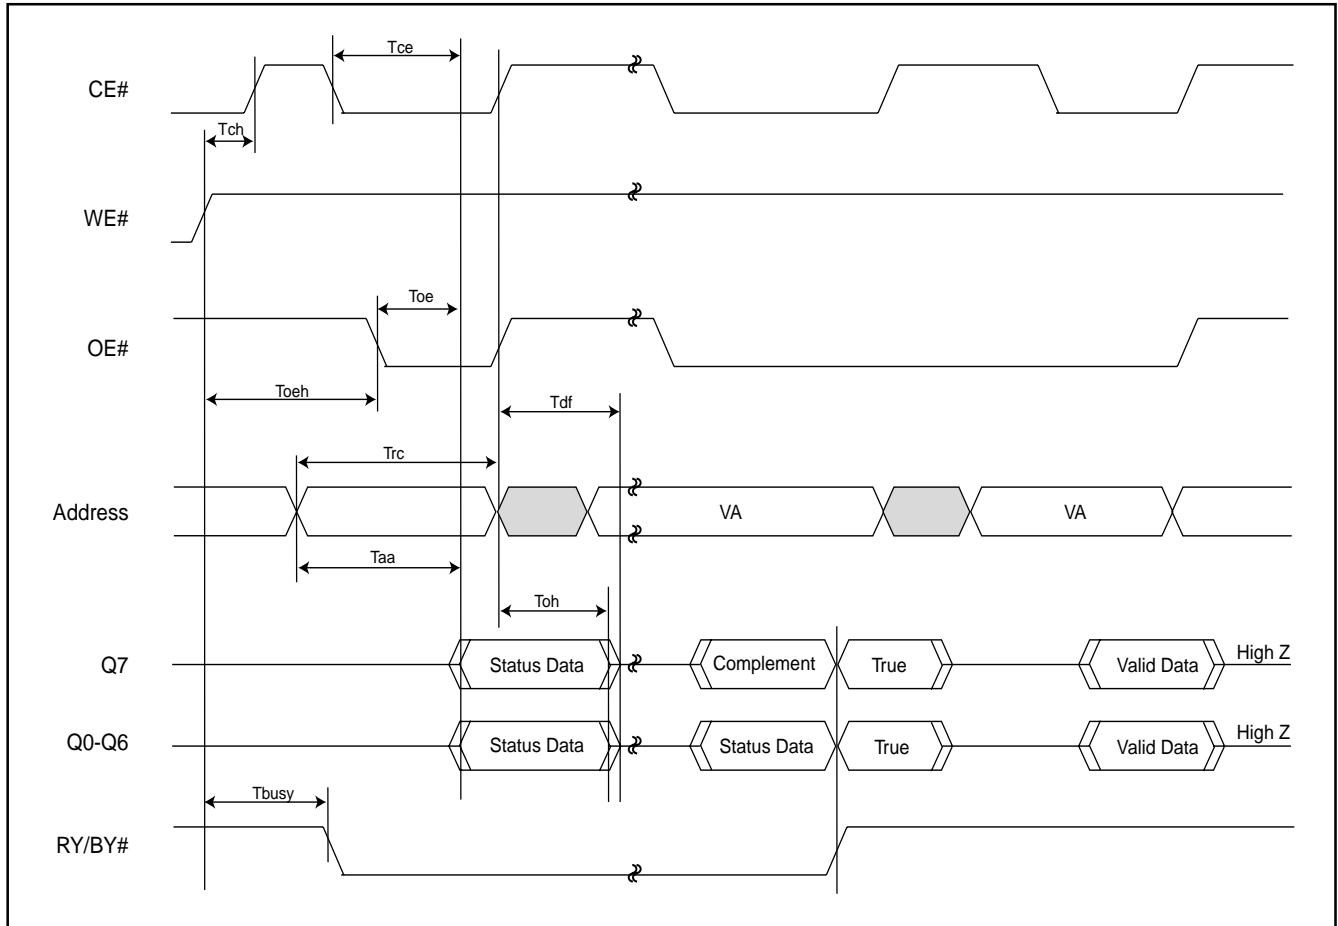 Tce
CE#
Tch
WE#
Toe
OE#
Toeh
Tdf
Trc
Address
VA
VA
Taa
Toh
Q7
Status Data
Complement
True
Valid Data
High Z
Q0-Q6
Status Data
Status Data
True
Valid Data
High Z
Tbusy
RY/BY#